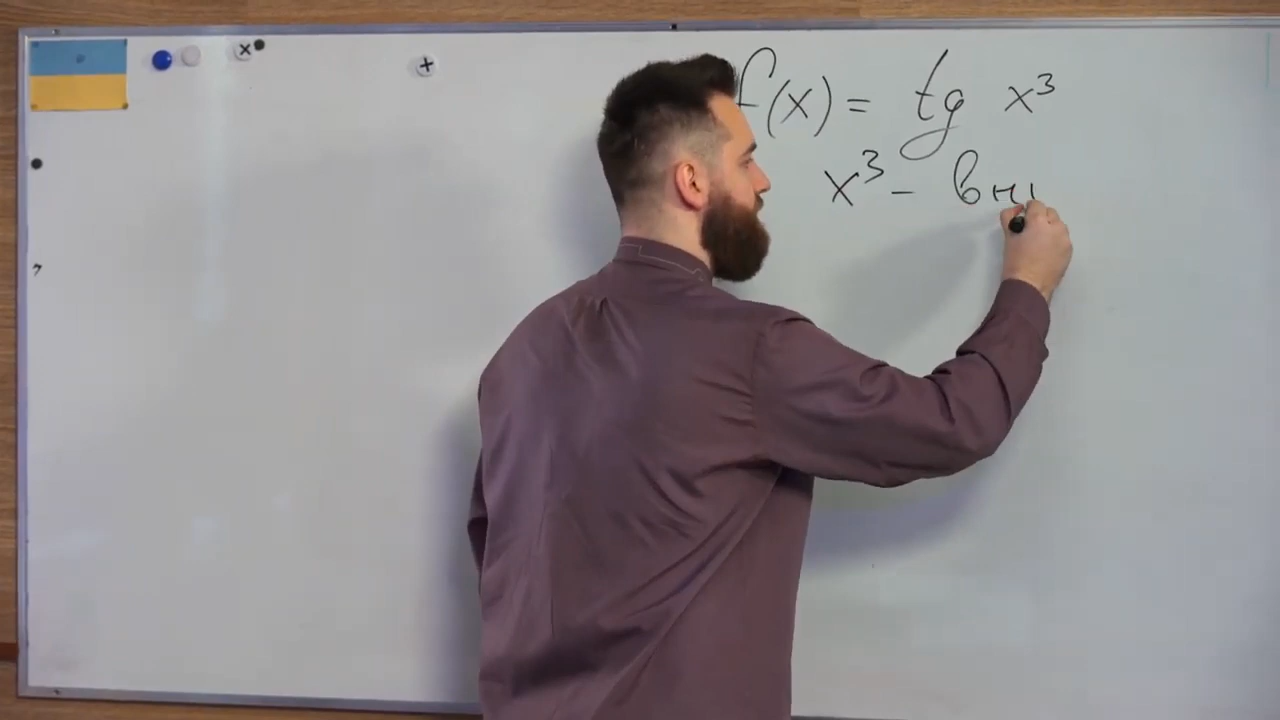 f(x) = tg x³
x³ - вн